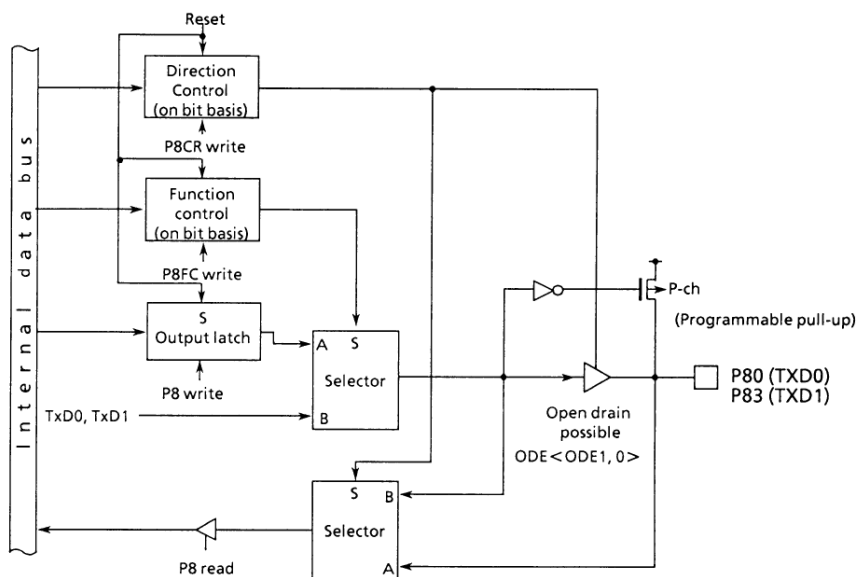 Reset
Internal data bus
Direction
Control
(on bit basis)
P8CR write
Function
control
(on bit basis)
P8FC write
S
Output latch
P8 write
TxD0, TxD1
A
S
Selector
B
P-ch
(Programmable pull-up)
P80 (TXD0)
P83 (TXD1)
Open drain
possible
ODE<ODE1, 0>
S
B
Selector
A
P8 read